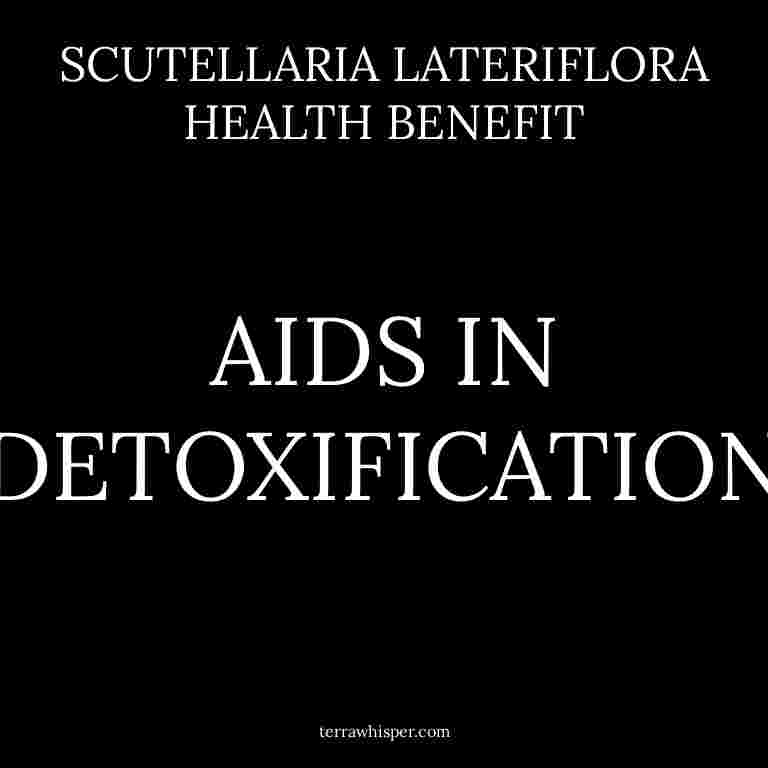 SCUTELLARIA LATERIFLORA
HEALTH BENEFIT
AIDS IN
DETOXIFICATION
terrawhisper.com